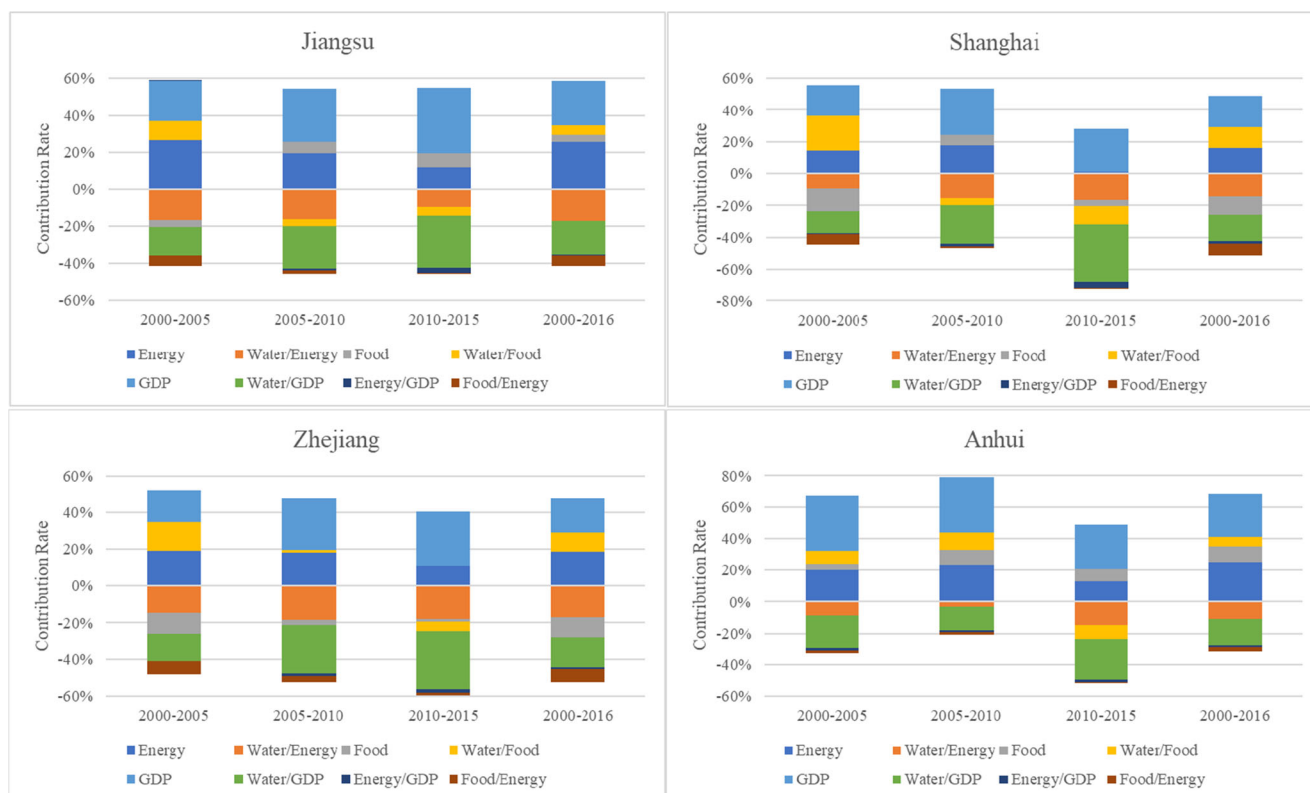 Jiangsu
Contribution Rate
60%
40%
20%
0%
-20%
-40%
-60%
2000-2005 2005-2010 2010-2015 2000-2016
Energy Water/Energy Food Water/Food
GDP Water/GDP Energy/GDP Food/Energy
Shanghai
Contribution Rate
60%
40%
20%
0%
-20%
-40%
-60%
-80%
2000-2005 2005-2010 2010-2015 2000-2016
Energy Water/Energy Food Water/Food
GDP Water/GDP Energy/GDP Food/Energy
Zhejiang
Contribution Rate
60%
40%
20%
0%
-20%
-40%
-60%
2000-2005 2005-2010 2010-2015 2000-2016
Energy Water/Energy Food Water/Food
GDP Water/GDP Energy/GDP Food/Energy
Anhui
Contribution Rate
80%
60%
40%
20%
0%
-20%
-40%
-60%
2000-2005 2005-2010 2010-2015 2000-2016
Energy Water/Energy Food Water/Food
GDP Water/GDP Energy/GDP Food/Energy